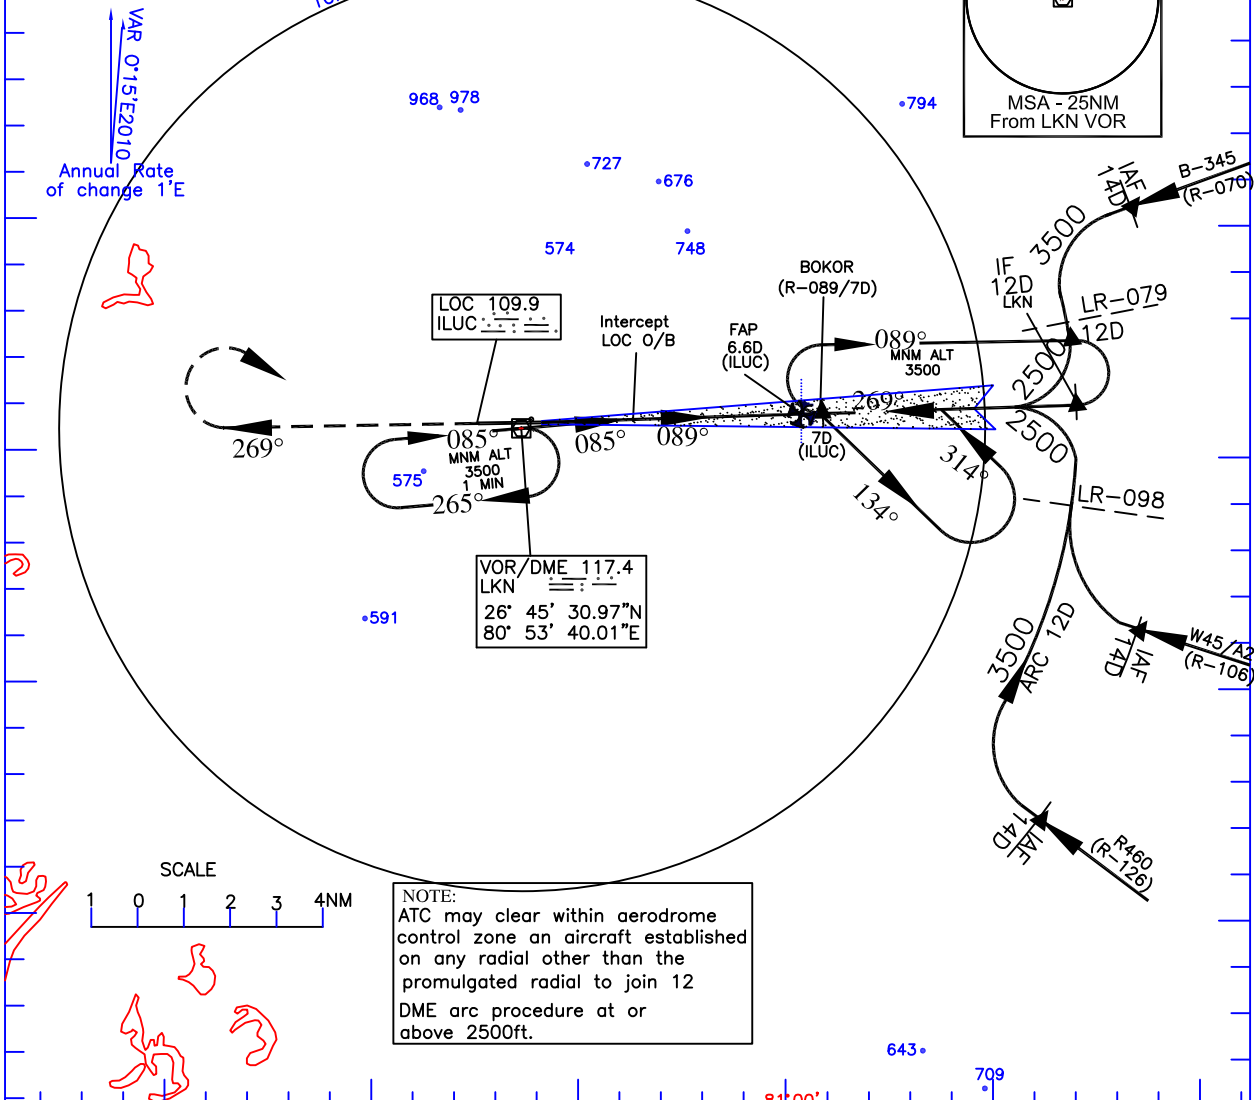 VAR 0°15'E2010
Annual Rate
of change 1'E
968
978
794
727
676
574
748
MSA - 25NM
From LKN VOR
B-345
(R-070)
IAF
14D
3500
IF
12D
LKN
LR-079
12D
BOKOR
(R-089/7D)
LOC 109.9
ILUC
Intercept
LOC O/B
FAP
6.6D
(ILUC)
089°
MNM ALT
3500
2500
269°
269°
085°
085°
089°
7D
(ILUC)
2500
MNM ALT
3500
1 MIN
575
265°
314°
134°
LR-098
VOR/DME 117.4
LKN
26° 45' 30.97"N
80° 53' 40.01"E
591
3500
ARC 12D
IAF
14D
W45/A2
(R-106)
IAF
14D
R460
(R-126)
SCALE
1 0 1 2 3 4NM
NOTE:
ATC may clear within aerodrome
control zone an aircraft established
on any radial other than the
promulgated radial to join 12
DME arc procedure at or
above 2500ft.
643
709
81°00'